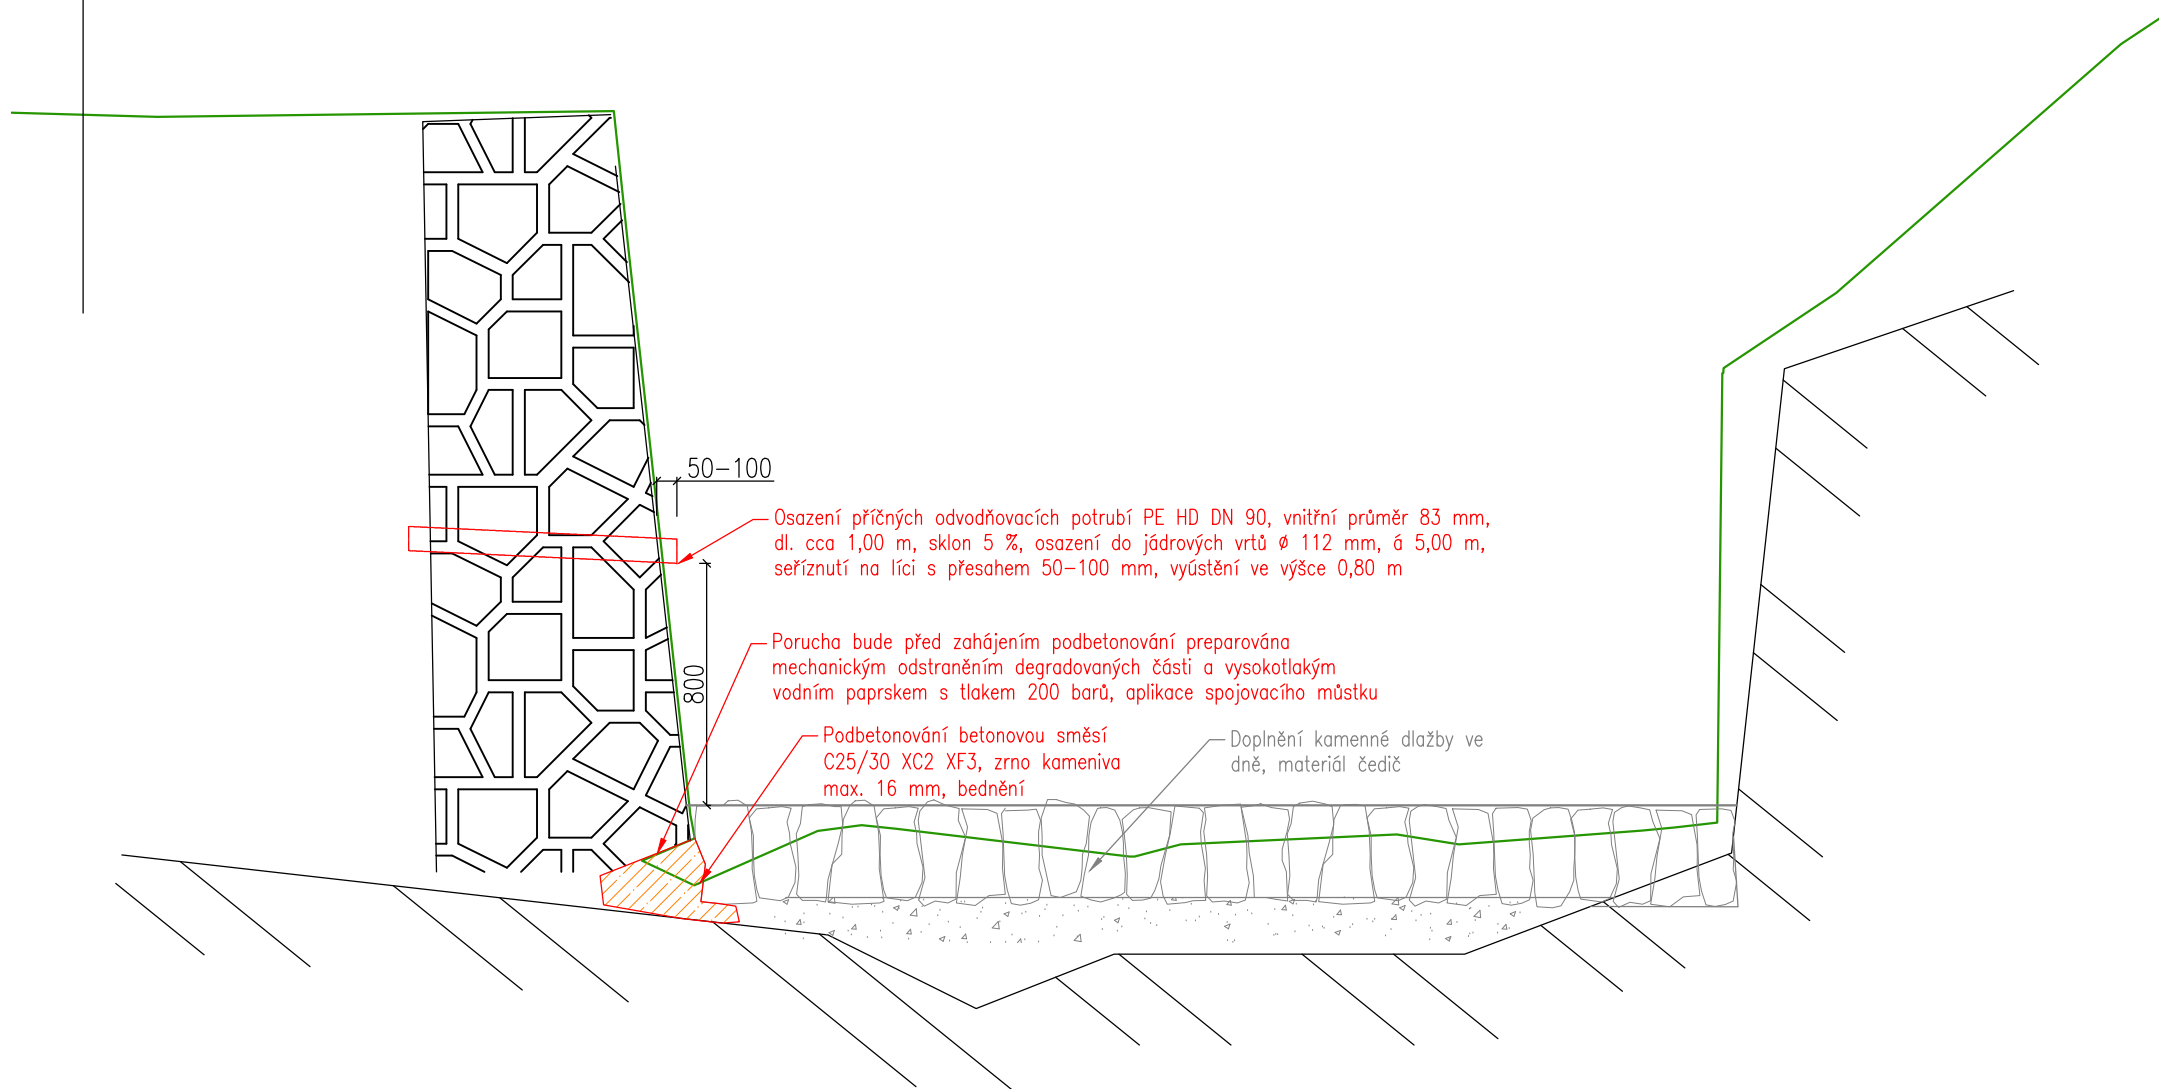 50-100
Osazení příčných odvodňovacích potrubí PE HD DN 90, vnitřní průměr 83 mm,
dl. cca 1,00 m, sklon 5 %, osazení do jádrových vrtů ø 112 mm, á 5,00 m,
seříznutí na líci s přesahem 50-100 mm, vyústění ve výšce 0,80 m
Porucha bude před zahájením podbetonování preparována
mechanickým odstraněním degradovaných části a vysokotlakým
vodním paprskem s tlakem 200 barů, aplikace spojovacího můstku
800
Podbetonování betonovou směsí
C25/30 XC2 XF3, zrno kameniva
max. 16 mm, bednění
Doplnění kamenné dlažby ve
dně, materiál čedič